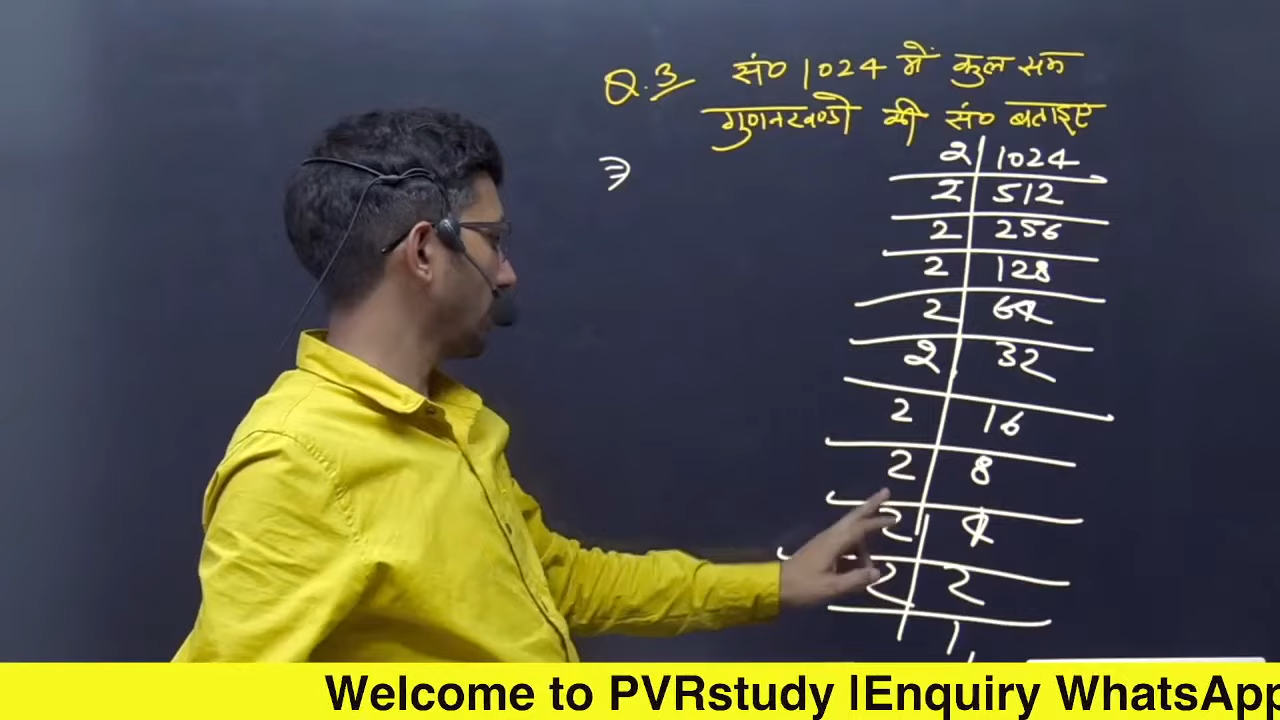 Q.3 सं० 1024 में कुल सम
गुणनखण्डो की सं० बताइए
⇒
2 | 1024
2 | 512
2 | 256
2 | 128
2 | 64
2 | 32
2 | 16
2 | 8
2 | 4
2 | 2
1
Welcome to PVRstudy |Enquiry WhatsApp